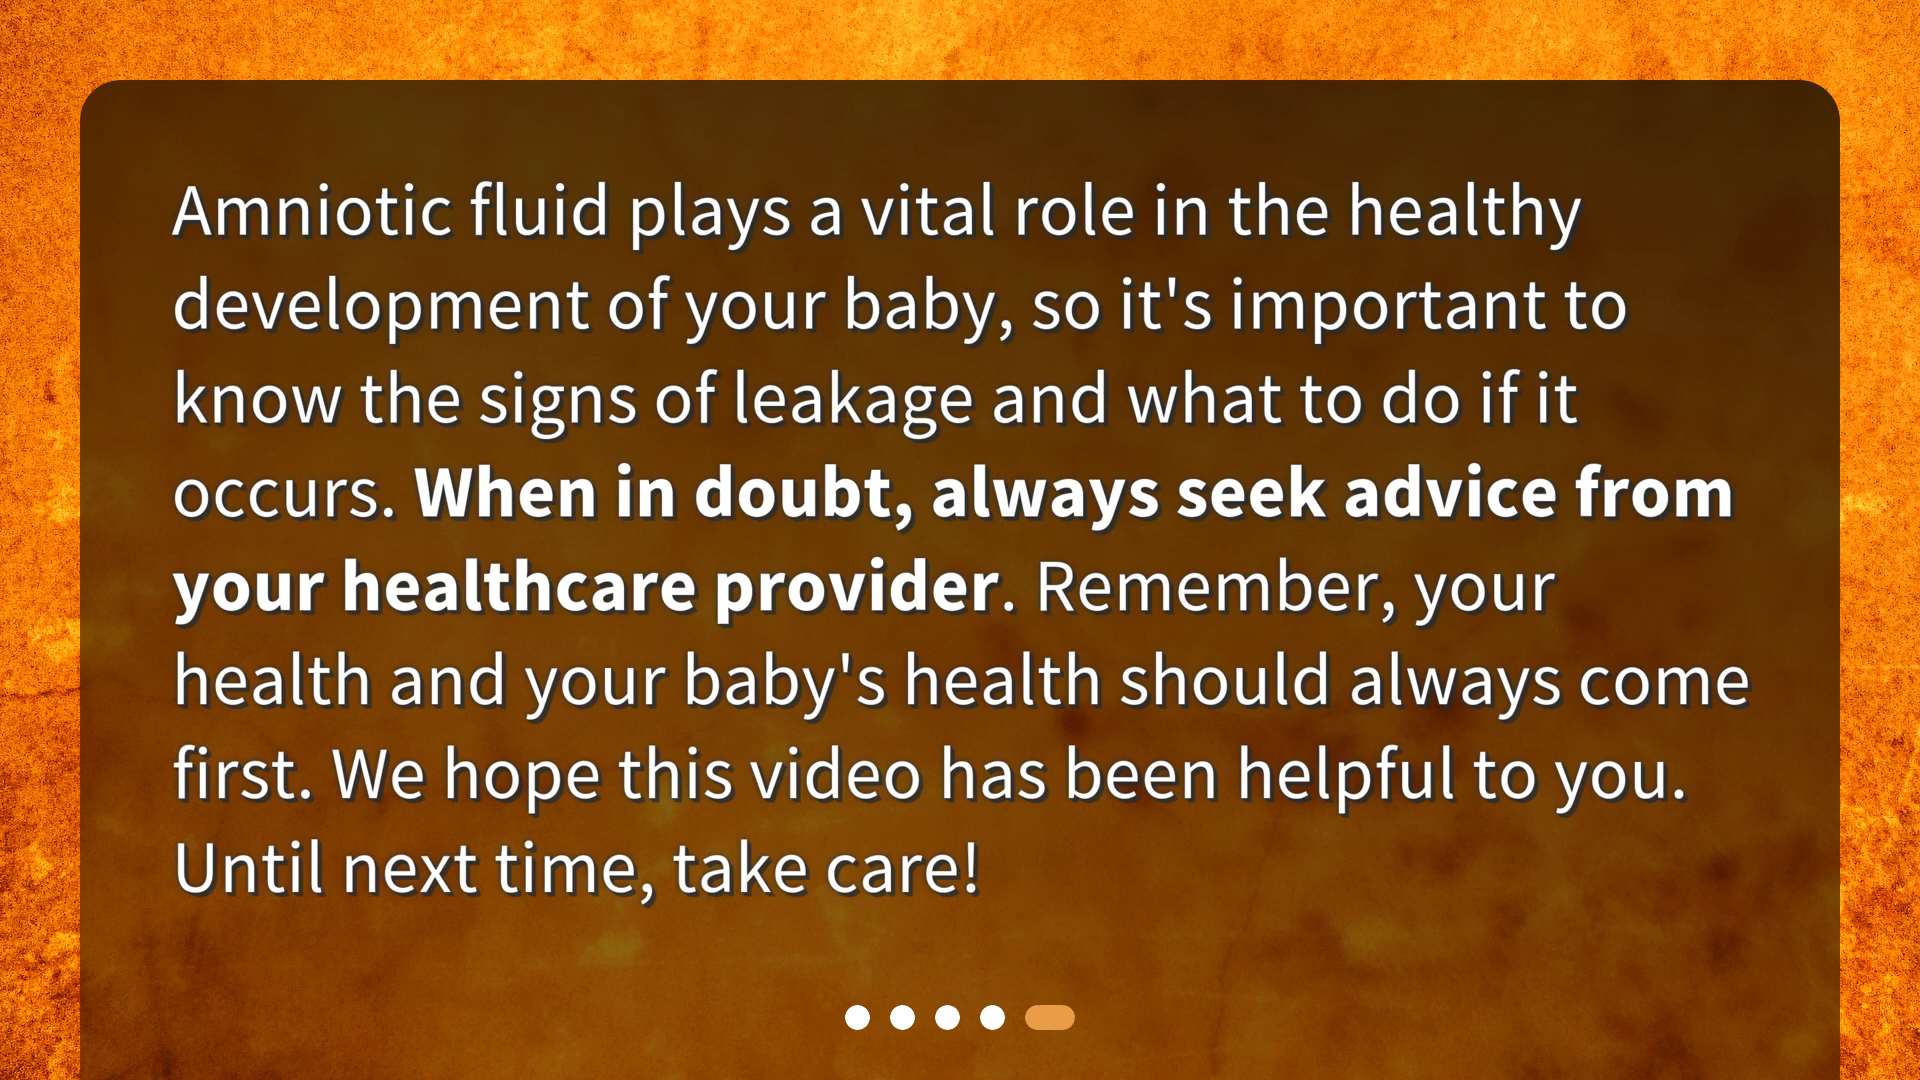 Amniotic fluid plays a vital role in the healthy
development of your baby, so it's important to
know the signs of leakage and what to do if it
occurs. When in doubt, always seek advice from
your healthcare provider. Remember, your
health and your baby's health should always come
first. We hope this video has been helpful to you.
Until next time, take care!